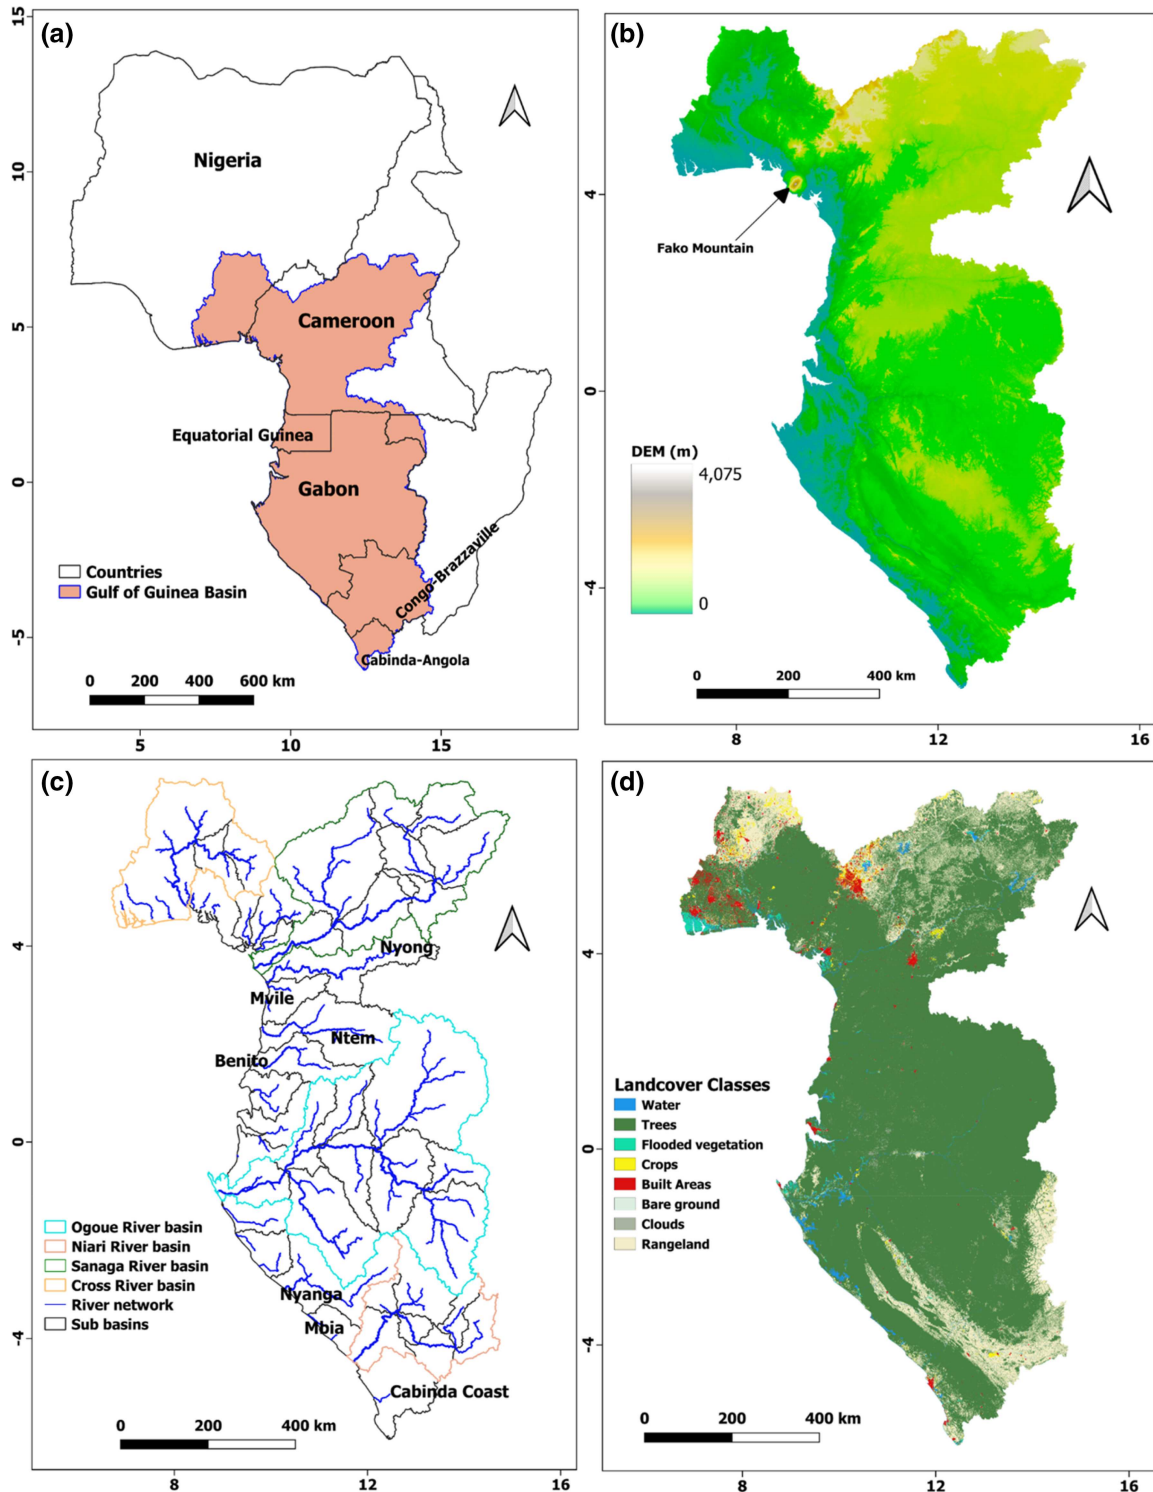 (a)
15
10
5
0
-5
Nigeria
Cameroon
Equatorial Guinea
Gabon
Congo-Brazzaville
Cabinda-Angola
Countries
Gulf of Guinea Basin
0 200 400 600 km
5 10 15
(b)
4
0
-4
Fako Mountain
DEM (m)
4,075
0
0 200 400 km
8 12 16
(c)
4
0
-4
Nyong
Mvile
Ntem
Benito
Nyanga
Mbia
Cabinda Coast
Ogoue River basin
Niari River basin
Sanaga River basin
Cross River basin
River network
Sub basins
0 200 400 km
8 12 16
(d)
4
0
-4
Landcover Classes
Water
Trees
Flooded vegetation
Crops
Built Areas
Bare ground
Clouds
Rangeland
0 200 400 km
8 12 16